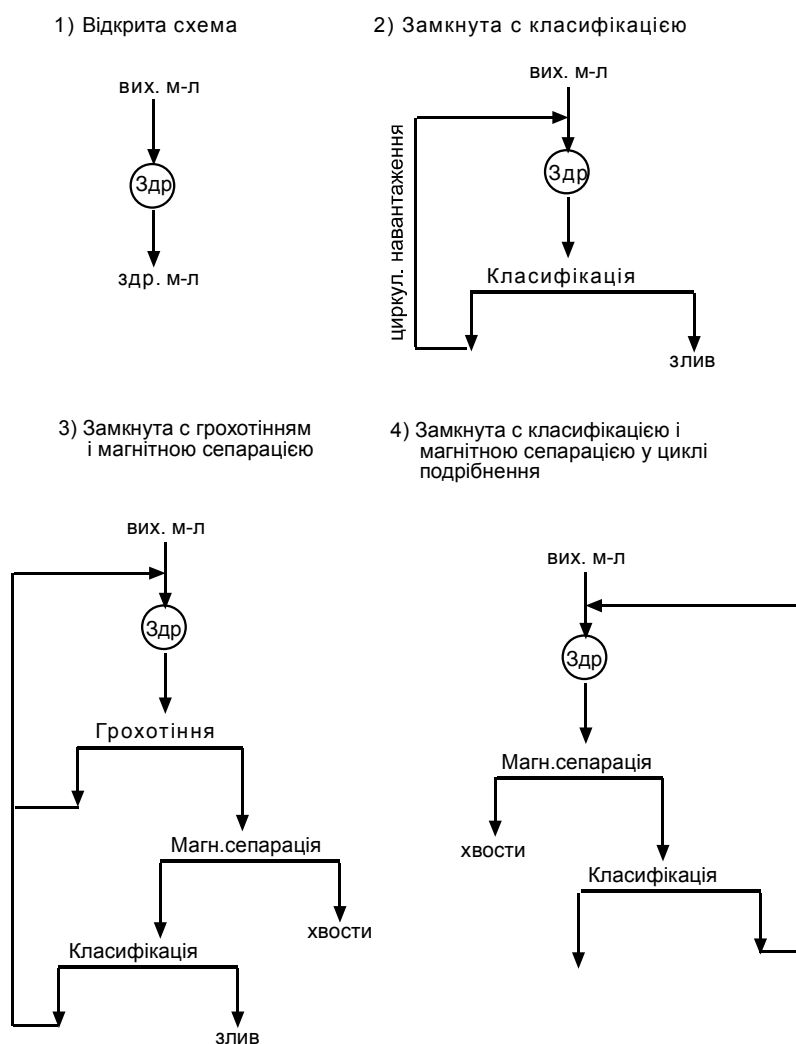 1) Відкрита схема
вих. м-л
Здр
здр. м-л
2) Замкнута с класифікацією
вих. м-л
циркул. навантаження
Здр
Класифікація
злив
3) Замкнута с грохотінням
і магнітною сепарацією
вих. м-л
Здр
Грохотіння
Магн.сепарація
хвости
Класифікація
злив
4) Замкнута с класифікацією і
магнітною сепарацією у циклі
подрібнення
вих. м-л
Здр
Магн.сепарація
хвости
Класифікація